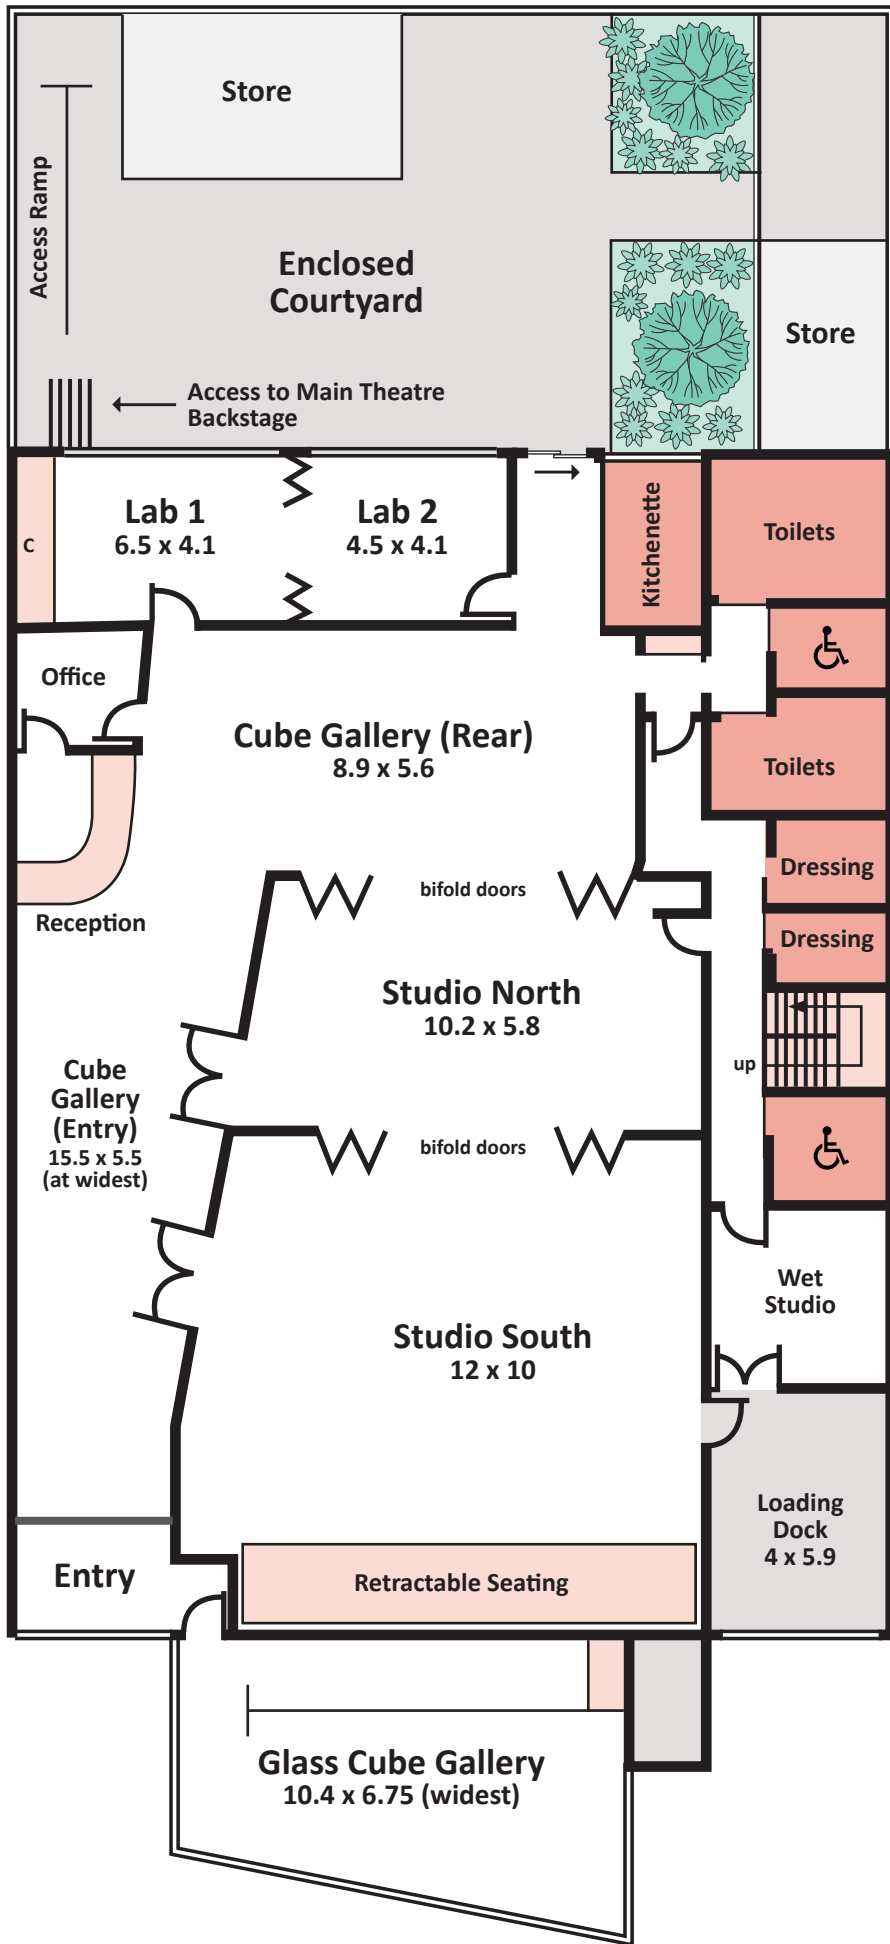 Store
Access Ramp
Enclosed
Courtyard
Store
Access to Main Theatre
Backstage
Lab 1
6.5 x 4.1
Lab 2
4.5 x 4.1
C
Kitchenette
Toilets
Office
Cube Gallery (Rear)
8.9 x 5.6
Toilets
bifold doors
Dressing
Reception
Dressing
Studio North
10.2 x 5.8
up
Cube
Gallery
(Entry)
15.5 x 5.5
(at widest)
bifold doors
Wet
Studio
Studio South
12 x 10
Loading
Dock
4 x 5.9
Entry
Retractable Seating
Glass Cube Gallery
10.4 x 6.75 (widest)